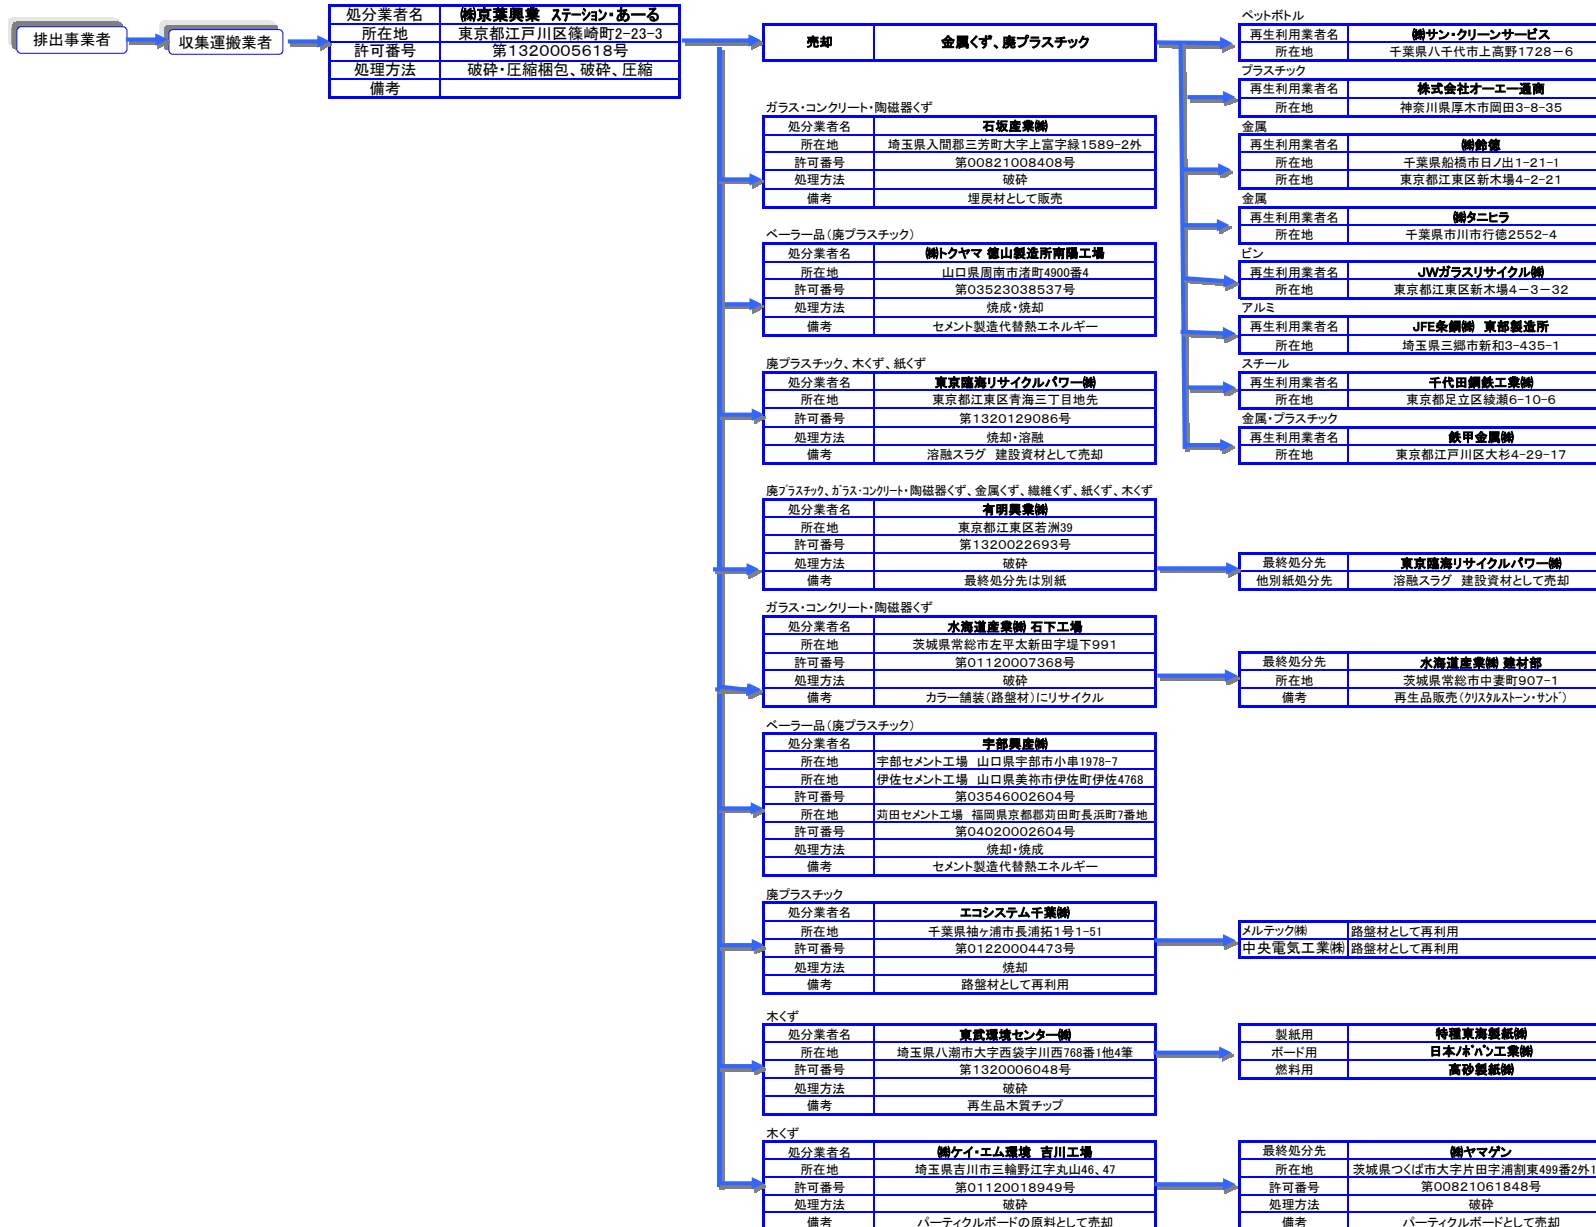 排出事業者
収集運搬業者
処分業者名 ㈱京葉興業 ステーション・あーる
所在地 東京都江戸川区篠崎町2-23-3
許可番号 第1320005618号
処理方法 破砕・圧縮梱包、破砕、圧縮
備考
売却 金属くず、廃プラスチック
ガラス・コンクリート・陶磁器くず
処分業者名 石坂産業㈱
所在地 埼玉県入間郡三芳町大字上富字緑1589-2外
許可番号 第00821008408号
処理方法 破砕
備考 埋戻材として販売
ベーラー品(廃プラスチック)
処分業者名 ㈱トクヤマ 徳山製造所南陽工場
所在地 山口県周南市渚町4900番4
許可番号 第03523038537号
処理方法 焼成・焼却
備考 セメント製造代替熱エネルギー
廃プラスチック、木くず、紙くず
処分業者名 東京臨海リサイクルパワー㈱
所在地 東京都江東区青海三丁目地先
許可番号 第1320129086号
処理方法 焼却・溶融
備考 溶融スラグ 建設資材として売却
廃プラスチック、ガラス・コンクリート・陶磁器くず、金属くず、繊維くず、紙くず、木くず
処分業者名 有明興業㈱
所在地 東京都江東区若洲39
許可番号 第1320022693号
処理方法 破砕
備考 最終処分先は別紙
ガラス・コンクリート・陶磁器くず
処分業者名 水海道産業㈱ 石下工場
所在地 茨城県常総市左平太新田字堤下991
許可番号 第01120007368号
処理方法 破砕
備考 カラー舗装(路盤材)にリサイクル
ベーラー品(廃プラスチック)
処分業者名 宇部興産㈱
所在地 宇部セメント工場 山口県宇部市小串1978-7
所在地 伊佐セメント工場 山口県美祢市伊佐町伊佐4768
許可番号 第03546002604号
所在地 苅田セメント工場 福岡県京都郡苅田町長浜町7番地
許可番号 第04020002604号
処理方法 焼却・焼成
備考 セメント製造代替熱エネルギー
廃プラスチック
処分業者名 エコシステム千葉㈱
所在地 千葉県袖ヶ浦市長浦拓1号1-51
許可番号 第01220004473号
処理方法 焼却
備考 路盤材として再利用
木くず
処分業者名 東武環境センター㈱
所在地 埼玉県八潮市大字西袋字川西768番1他4筆
許可番号 第1320006048号
処理方法 破砕
備考 再生品木質チップ
木くず
処分業者名 ㈱ケイ・エム環境 吉川工場
所在地 埼玉県吉川市三輪野江字丸山46、47
許可番号 第01120018949号
処理方法 破砕
備考 パーティクルボードの原料として売却
ペットボトル
再生利用業者名 ㈱サン・クリーンサービス
所在地 千葉県八千代市上高野1728－6
プラスチック
再生利用業者名 株式会社オーエー通商
所在地 神奈川県厚木市岡田3-8-35
金属
再生利用業者名 ㈱鈴徳
所在地 千葉県船橋市日ノ出1-21-1
所在地 東京都江東区新木場4-2-21
金属
再生利用業者名 ㈱タニヒラ
所在地 千葉県市川市行徳2552-4
ビン
再生利用業者名 JWガラスリサイクル㈱
所在地 東京都江東区新木場4－3－32
アルミ
再生利用業者名 JFE条鋼㈱ 東部製造所
所在地 埼玉県三郷市新和3-435-1
スチール
再生利用業者名 千代田鋼鉄工業㈱
所在地 東京都足立区綾瀬6-10-6
金属・プラスチック
再生利用業者名 鉄甲金属㈱
所在地 東京都江戸川区大杉4-29-17
最終処分先 東京臨海リサイクルパワー㈱
他別紙処分先 溶融スラグ 建設資材として売却
最終処分先 水海道産業㈱ 建材部
所在地 茨城県常総市中妻町907-1
備考 再生品販売(クリスタルストーン・サンド)
メルテック㈱ 路盤材として再利用
中央電気工業㈱ 路盤材として再利用
製紙用 特種東海製紙㈱
ボード用 日本ノボパン工業㈱
燃料用 高砂製紙㈱
最終処分先 ㈱ヤマゲン
所在地 茨城県つくば市大字片田字浦割東499番2外1
許可番号 第00821061848号
処理方法 破砕
備考 パーティクルボードとして売却